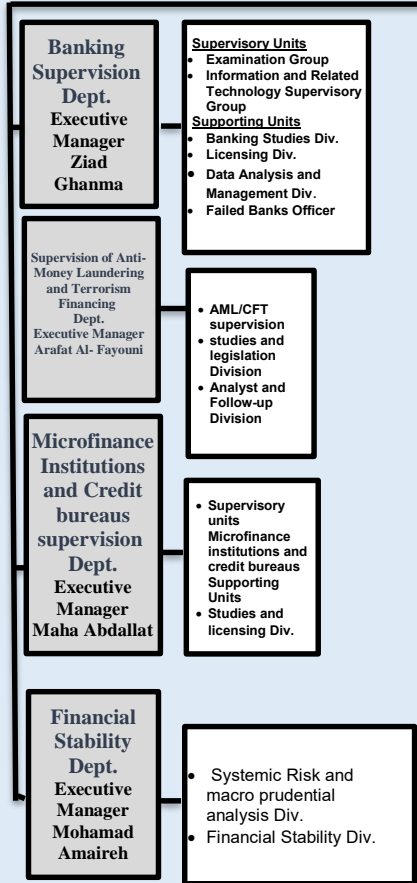 Banking
Supervision
Dept.
Executive
Manager
Ziad
Ghanma
Supervisory Units
• Examination Group
• Information and Related
Technology Supervisory
Group
Supporting Units
• Banking Studies Div.
• Licensing Div.
• Data Analysis and
Management Div.
• Failed Banks Officer
Supervision of Anti-
Money Laundering
and Terrorism
Financing
Dept.
Executive Manager
Arafat Al- Fayouni
• AML/CFT
supervision
• studies and
legislation
Division
• Analyst and
Follow-up
Division
Microfinance
Institutions
and Credit
bureaus
supervision
Dept.
Executive
Manager
Maha Abdallat
• Supervisory
units
Microfinance
institutions and
credit bureaus
Supporting
Units
• Studies and
licensing Div.
Financial
Stability
Dept.
Executive
Manager
Mohamad
Amaireh
• Systemic Risk and
macro prudential
analysis Div.
• Financial Stability Div.